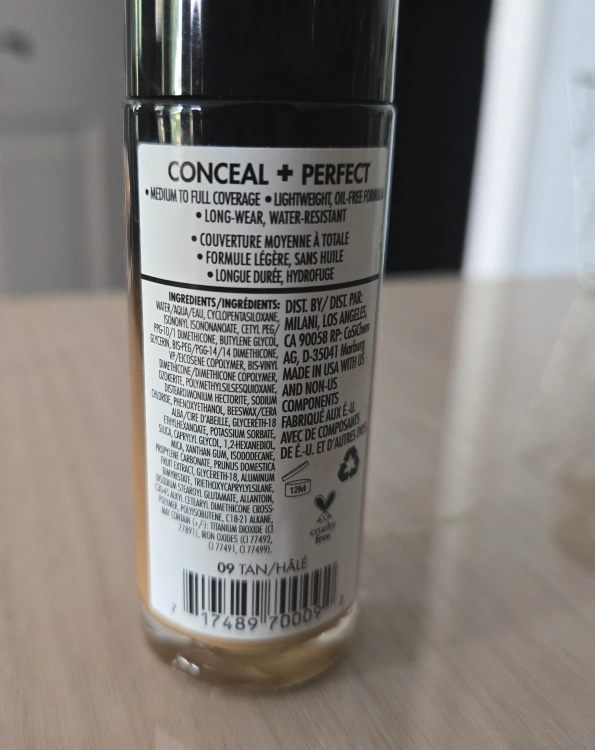 CONCEAL + PERFECT
• MEDIUM TO FULL COVERAGE • LIGHTWEIGHT, OIL-FREE FORMULA
• LONG-WEAR, WATER-RESISTANT
• COUVERTURE MOYENNE À TOTALE
• FORMULE LÉGÈRE, SANS HUILE
• LONGUE DURÉE, HYDROFUGE
INGREDIENTS/INGRÉDIENTS:
WATER/AQUA/EAU, CYCLOPENTASILOXANE,
ISONONYL ISONONANOATE, CETYL PEG/
PPG-10/1 DIMETHICONE, BUTYLENE GLYCOL,
GLYCERIN, BIS-PEG/PGG-14/14 DIMETHICONE,
VP/EICOSENE COPOLYMER, BIS-VINYL
DIMETHICONE/DIMETHICONE COPOLYMER,
OZOKERITE, POLYMETHYLSILSESQUIOXANE,
DISTEARDIMONIUM HECTORITE, SODIUM
CHLORIDE, PHENOXYETHANOL, BEESWAX/CERA
ALBA/CIRE D'ABEILLE, GLYCERETH-18
ETHYLHEXANOATE, POTASSIUM SORBATE,
SILICA, CAPRYLYL GLYCOL, 1,2-HEXANEDIOL,
MICA, XANTHAN GUM, ISODODECANE,
PROPYLENE CARBONATE, PRUNUS DOMESTICA
FRUIT EXTRACT, GLYCERETH-18, ALUMINUM
DIMYRISTATE, TRIETHOXYCAPRYLYLSILANE,
DISODIUM STEAROYL GLUTAMATE, ALLANTOIN,
C30-45 ALKYL CETEARYL DIMETHICONE CROSS-
POLYMER, POLYISOBUTENE, C18-21 ALKANE,
MAY CONTAIN (+/-): TITANIUM DIOXIDE (CI
77891), IRON OXIDES (CI 77492,
CI 77491, CI 77499).
DIST. BY/ DIST. PAR:
MILANI, LOS ANGELES,
CA 90058 RP: CoSiChem
AG, D-35041 Marburg
MADE IN USA WITH US
AND NON-US
COMPONENTS
FABRIQUÉ AUX É.-U.
AVEC DE COMPOSANTS
DE É.-U. ET D'AUTRES PAYS
12M
cruelty
free
09 TAN/HÂLÉ
7 17489 70009 2